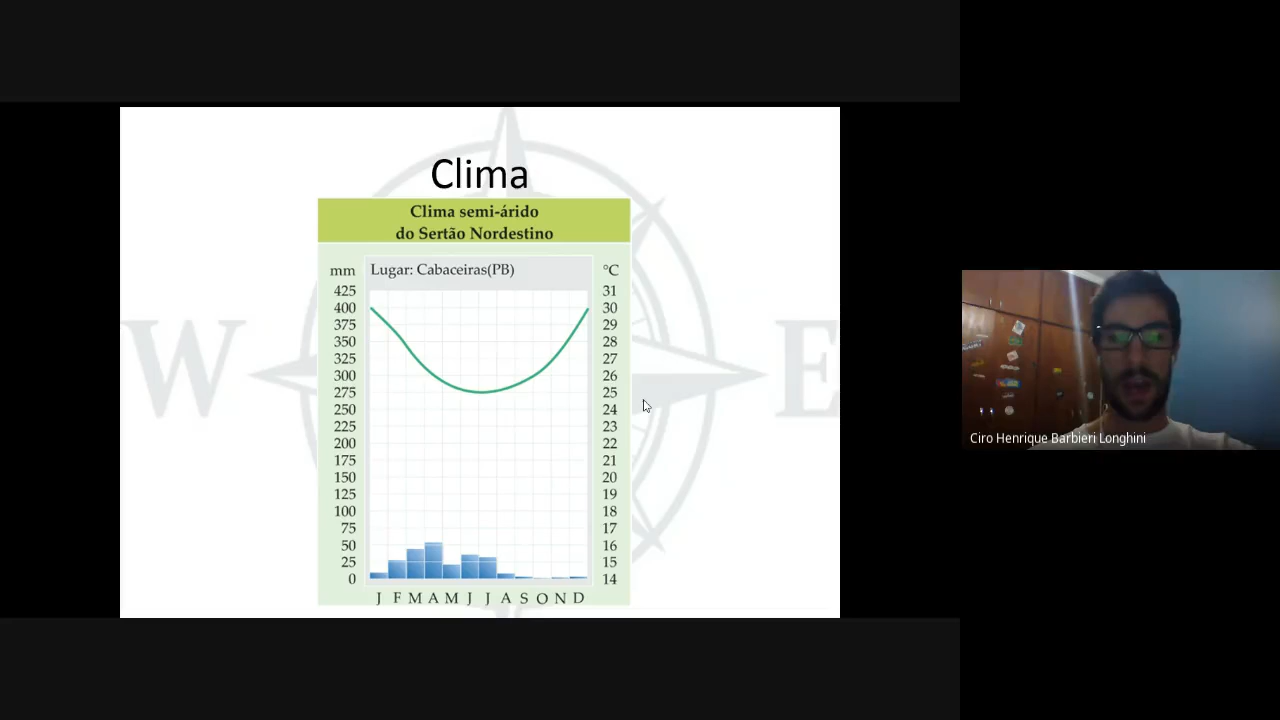 Clima
Clima semi-árido
do Sertão Nordestino
mm Lugar: Cabaceiras(PB) °C
425 31
400 30
375 29
350 28
325 27
300 26
275 25
250 24
225 23
200 22
175 21
150 20
125 19
100 18
75 17
50 16
25 15
0 14
J F M A M J J A S O N D
W E
Ciro Henrique Barbieri Longhini